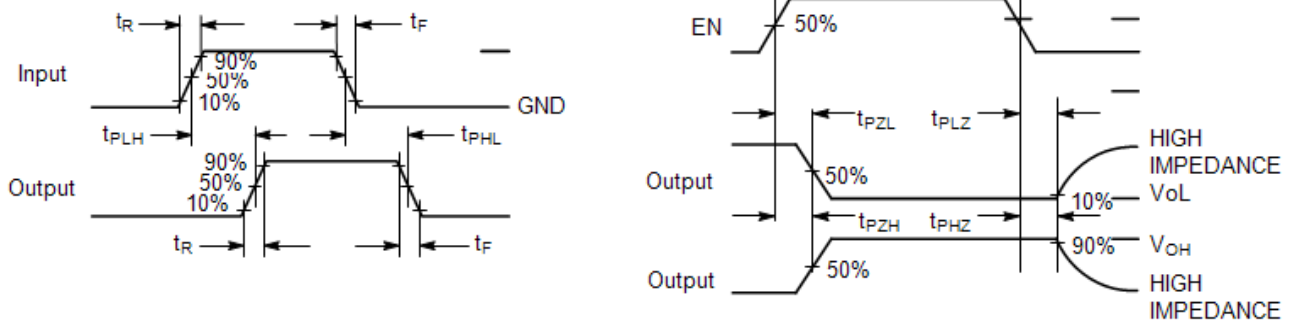 tR
tF
Input
90%
50%
10%
GND
tPLH
tPHL
Output
90%
50%
10%
tR
tF
EN
50%
tPZL
tPLZ
HIGH
IMPEDANCE
Output
50%
10%
VoL
tPZH
tPHZ
90%
VOH
Output
50%
HIGH
IMPEDANCE